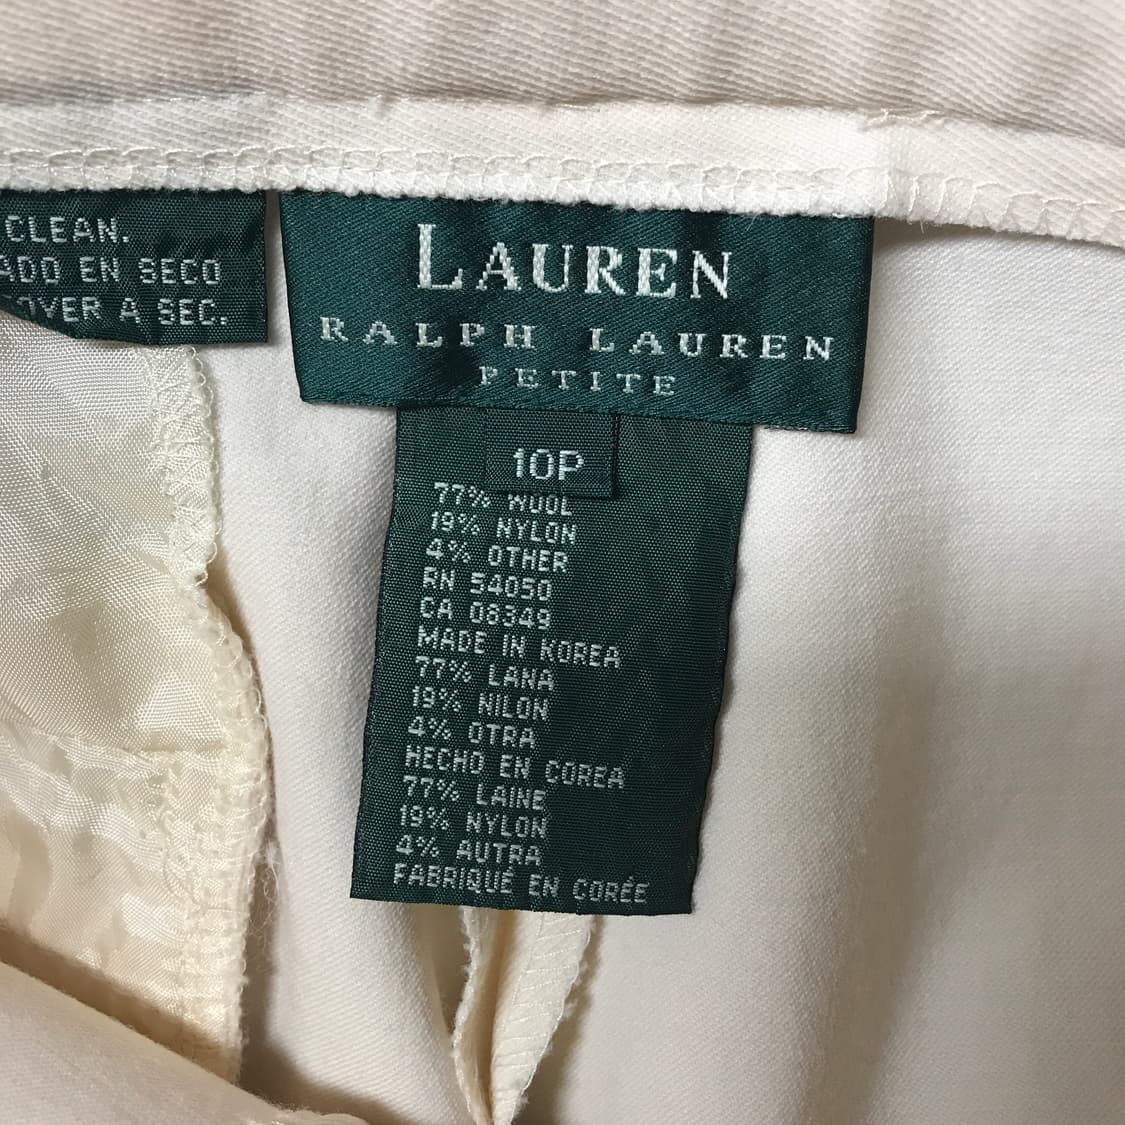 CLEAN.
EN SECO
A SEC.
LAUREN
RALPH LAUREN
PETITE
10P
77% WOOL
19% NYLON
4% OTHER
RN 54050
CA 08349
MADE IN KOREA
77% LANA
19% NILON
4% OTRA
HECHO EN COREA
77% LAINE
19% NYLON
4% AUTRA
FABRIQUÉ EN CORÉE